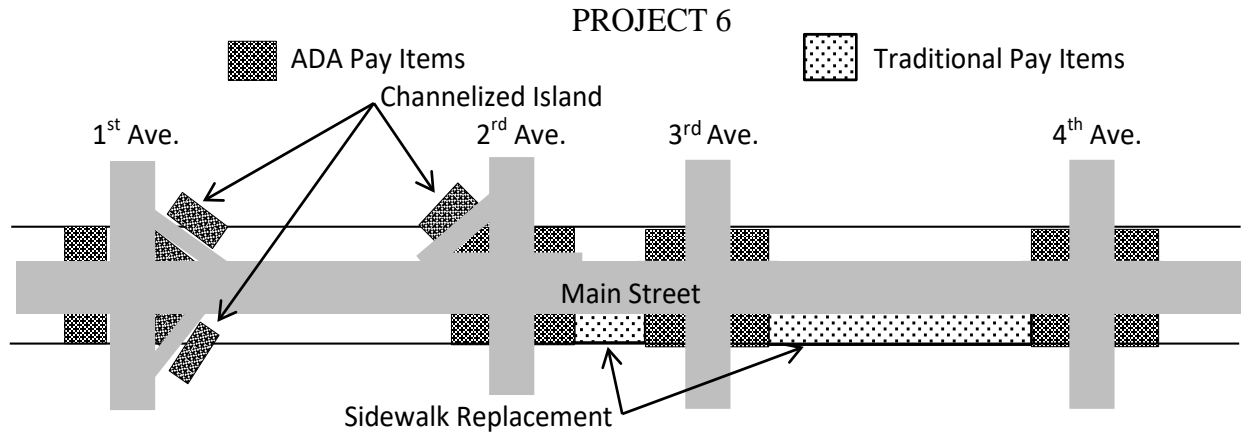 PROJECT 6
ADA Pay Items
Traditional Pay Items
Channelized Island
1st Ave.
2rd Ave.
3rd Ave.
4th Ave.
Main Street
Sidewalk Replacement